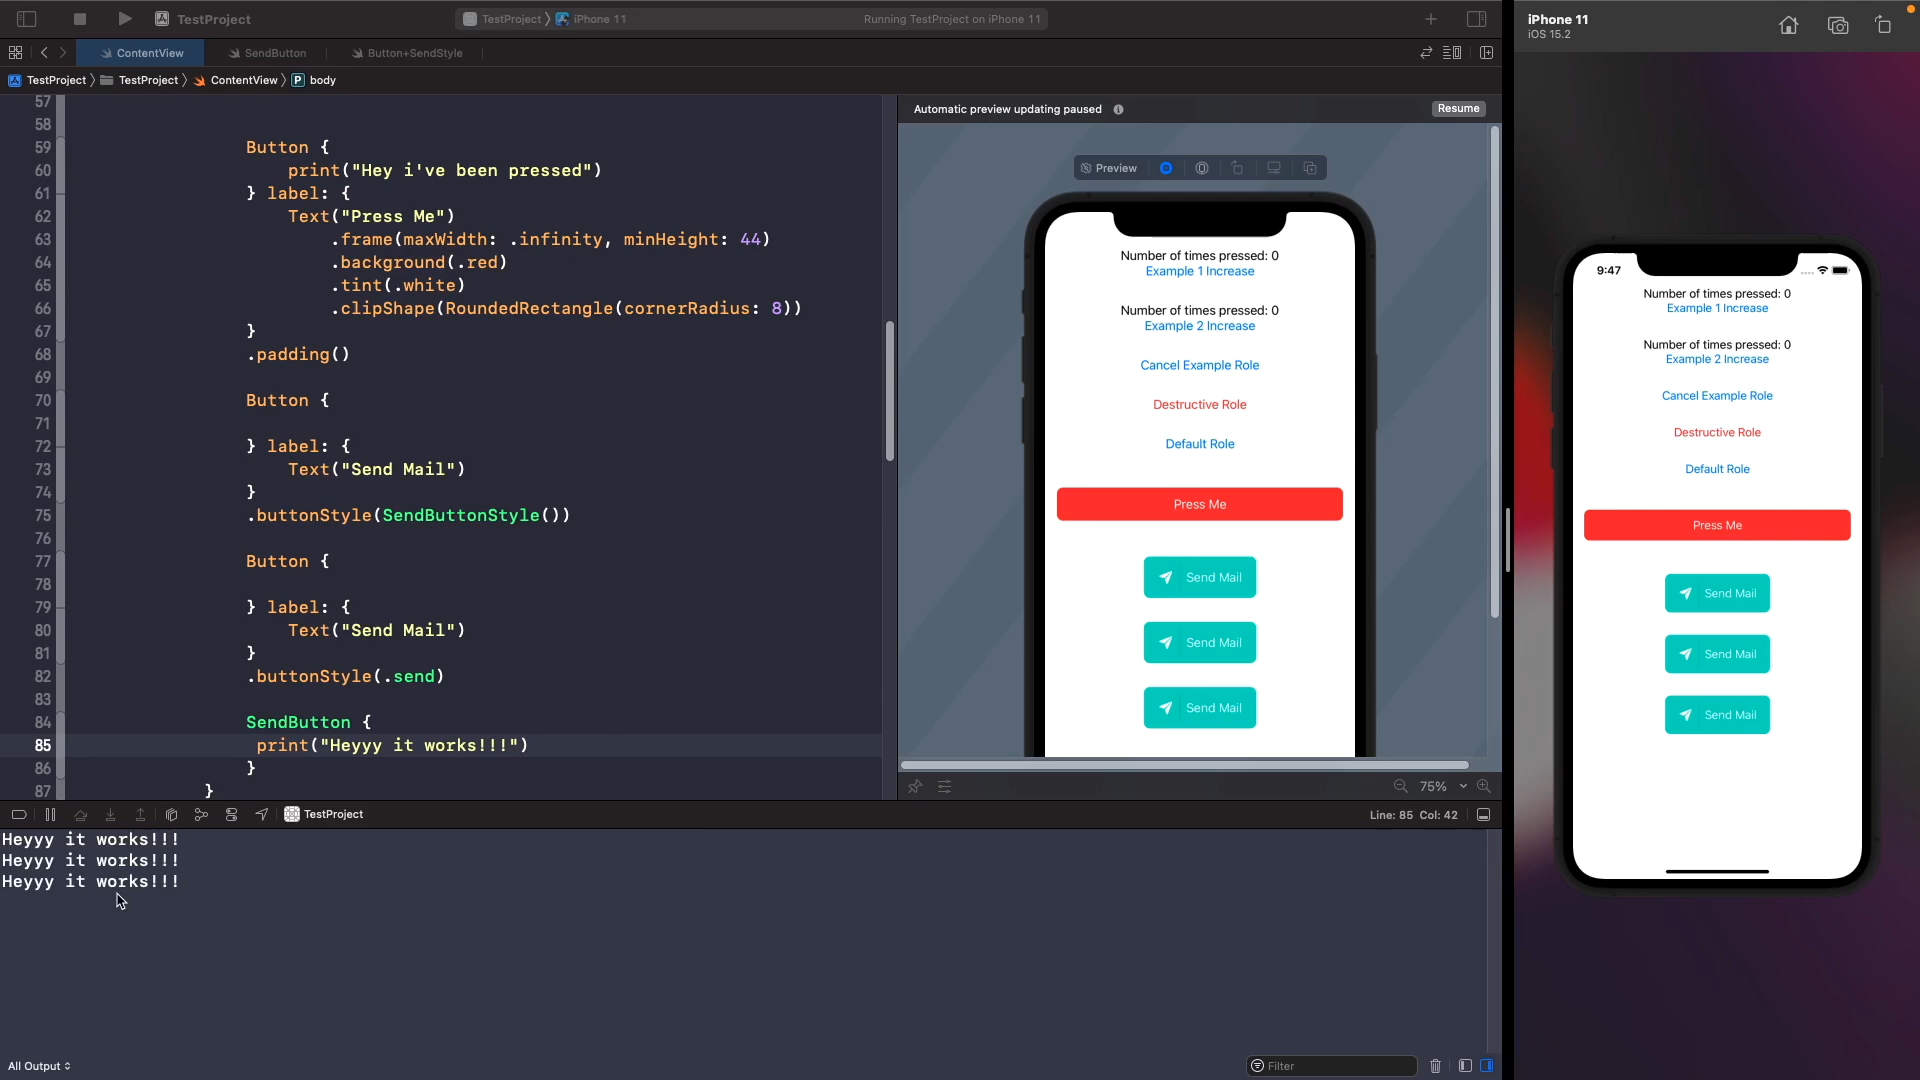 TestProject
TestProject 〉 iPhone 11
Running TestProject on iPhone 11
ContentView
SendButton
Button+SendStyle
TestProject 〉 TestProject 〉 ContentView 〉 P body
57
58
59 Button {
60 print("Hey i've been pressed")
61 } label: {
62 Text("Press Me")
63 .frame(maxWidth: .infinity, minHeight: 44)
64 .background(.red)
65 .tint(.white)
66 .clipShape(RoundedRectangle(cornerRadius: 8))
67 }
68 .padding()
69
70 Button {
71
72 } label: {
73 Text("Send Mail")
74 }
75 .buttonStyle(SendButtonStyle())
76
77 Button {
78
79 } label: {
80 Text("Send Mail")
81 }
82 .buttonStyle(.send)
83
84 SendButton {
85 print("Heyyy it works!!!")
86 }
87 }
Automatic preview updating paused
Resume
Preview
Number of times pressed: 0
Example 1 Increase
Number of times pressed: 0
Example 2 Increase
Cancel Example Role
Destructive Role
Default Role
Press Me
Send Mail
Send Mail
Send Mail
75%
TestProject
Line: 85 Col: 42
Heyyy it works!!!
Heyyy it works!!!
Heyyy it works!!!
All Output
Filter
iPhone 11
iOS 15.2
9:47
Number of times pressed: 0
Example 1 Increase
Number of times pressed: 0
Example 2 Increase
Cancel Example Role
Destructive Role
Default Role
Press Me
Send Mail
Send Mail
Send Mail